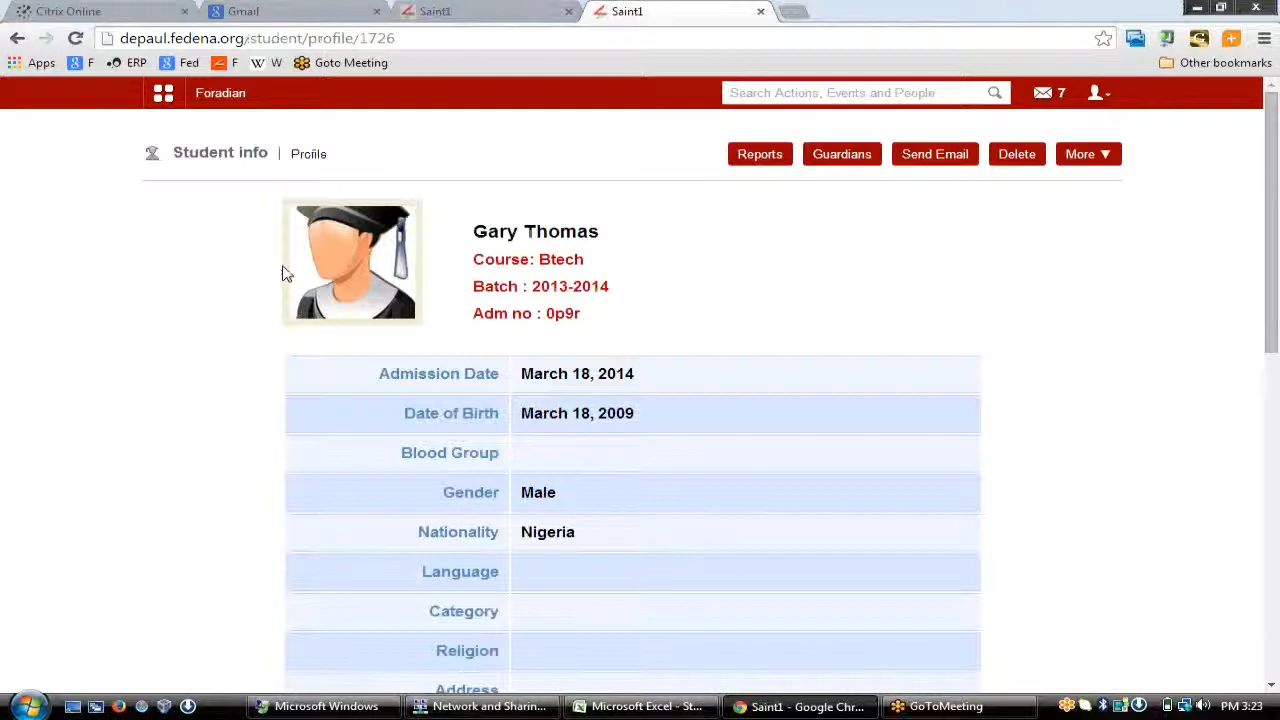 Citrix Online
Gmail
Saint1
Saint1
depaul.fedena.org/student/profile/1726
Apps
F
ERP
Fed
F
W
Goto Meeting
Other bookmarks
Foradian
Search Actions, Events and People
7
Student info | Profile
Reports
Guardians
Send Email
Delete
More ▼
Gary Thomas
Course: Btech
Batch : 2013-2014
Adm no : 0p9r
Admission Date March 18, 2014
Date of Birth March 18, 2009
Blood Group
Gender Male
Nationality Nigeria
Language
Category
Religion
Address
Microsoft Windows
Network and Sharin...
Microsoft Excel - St...
Saint1 - Google Chr...
GoToMeeting
PM 3:23